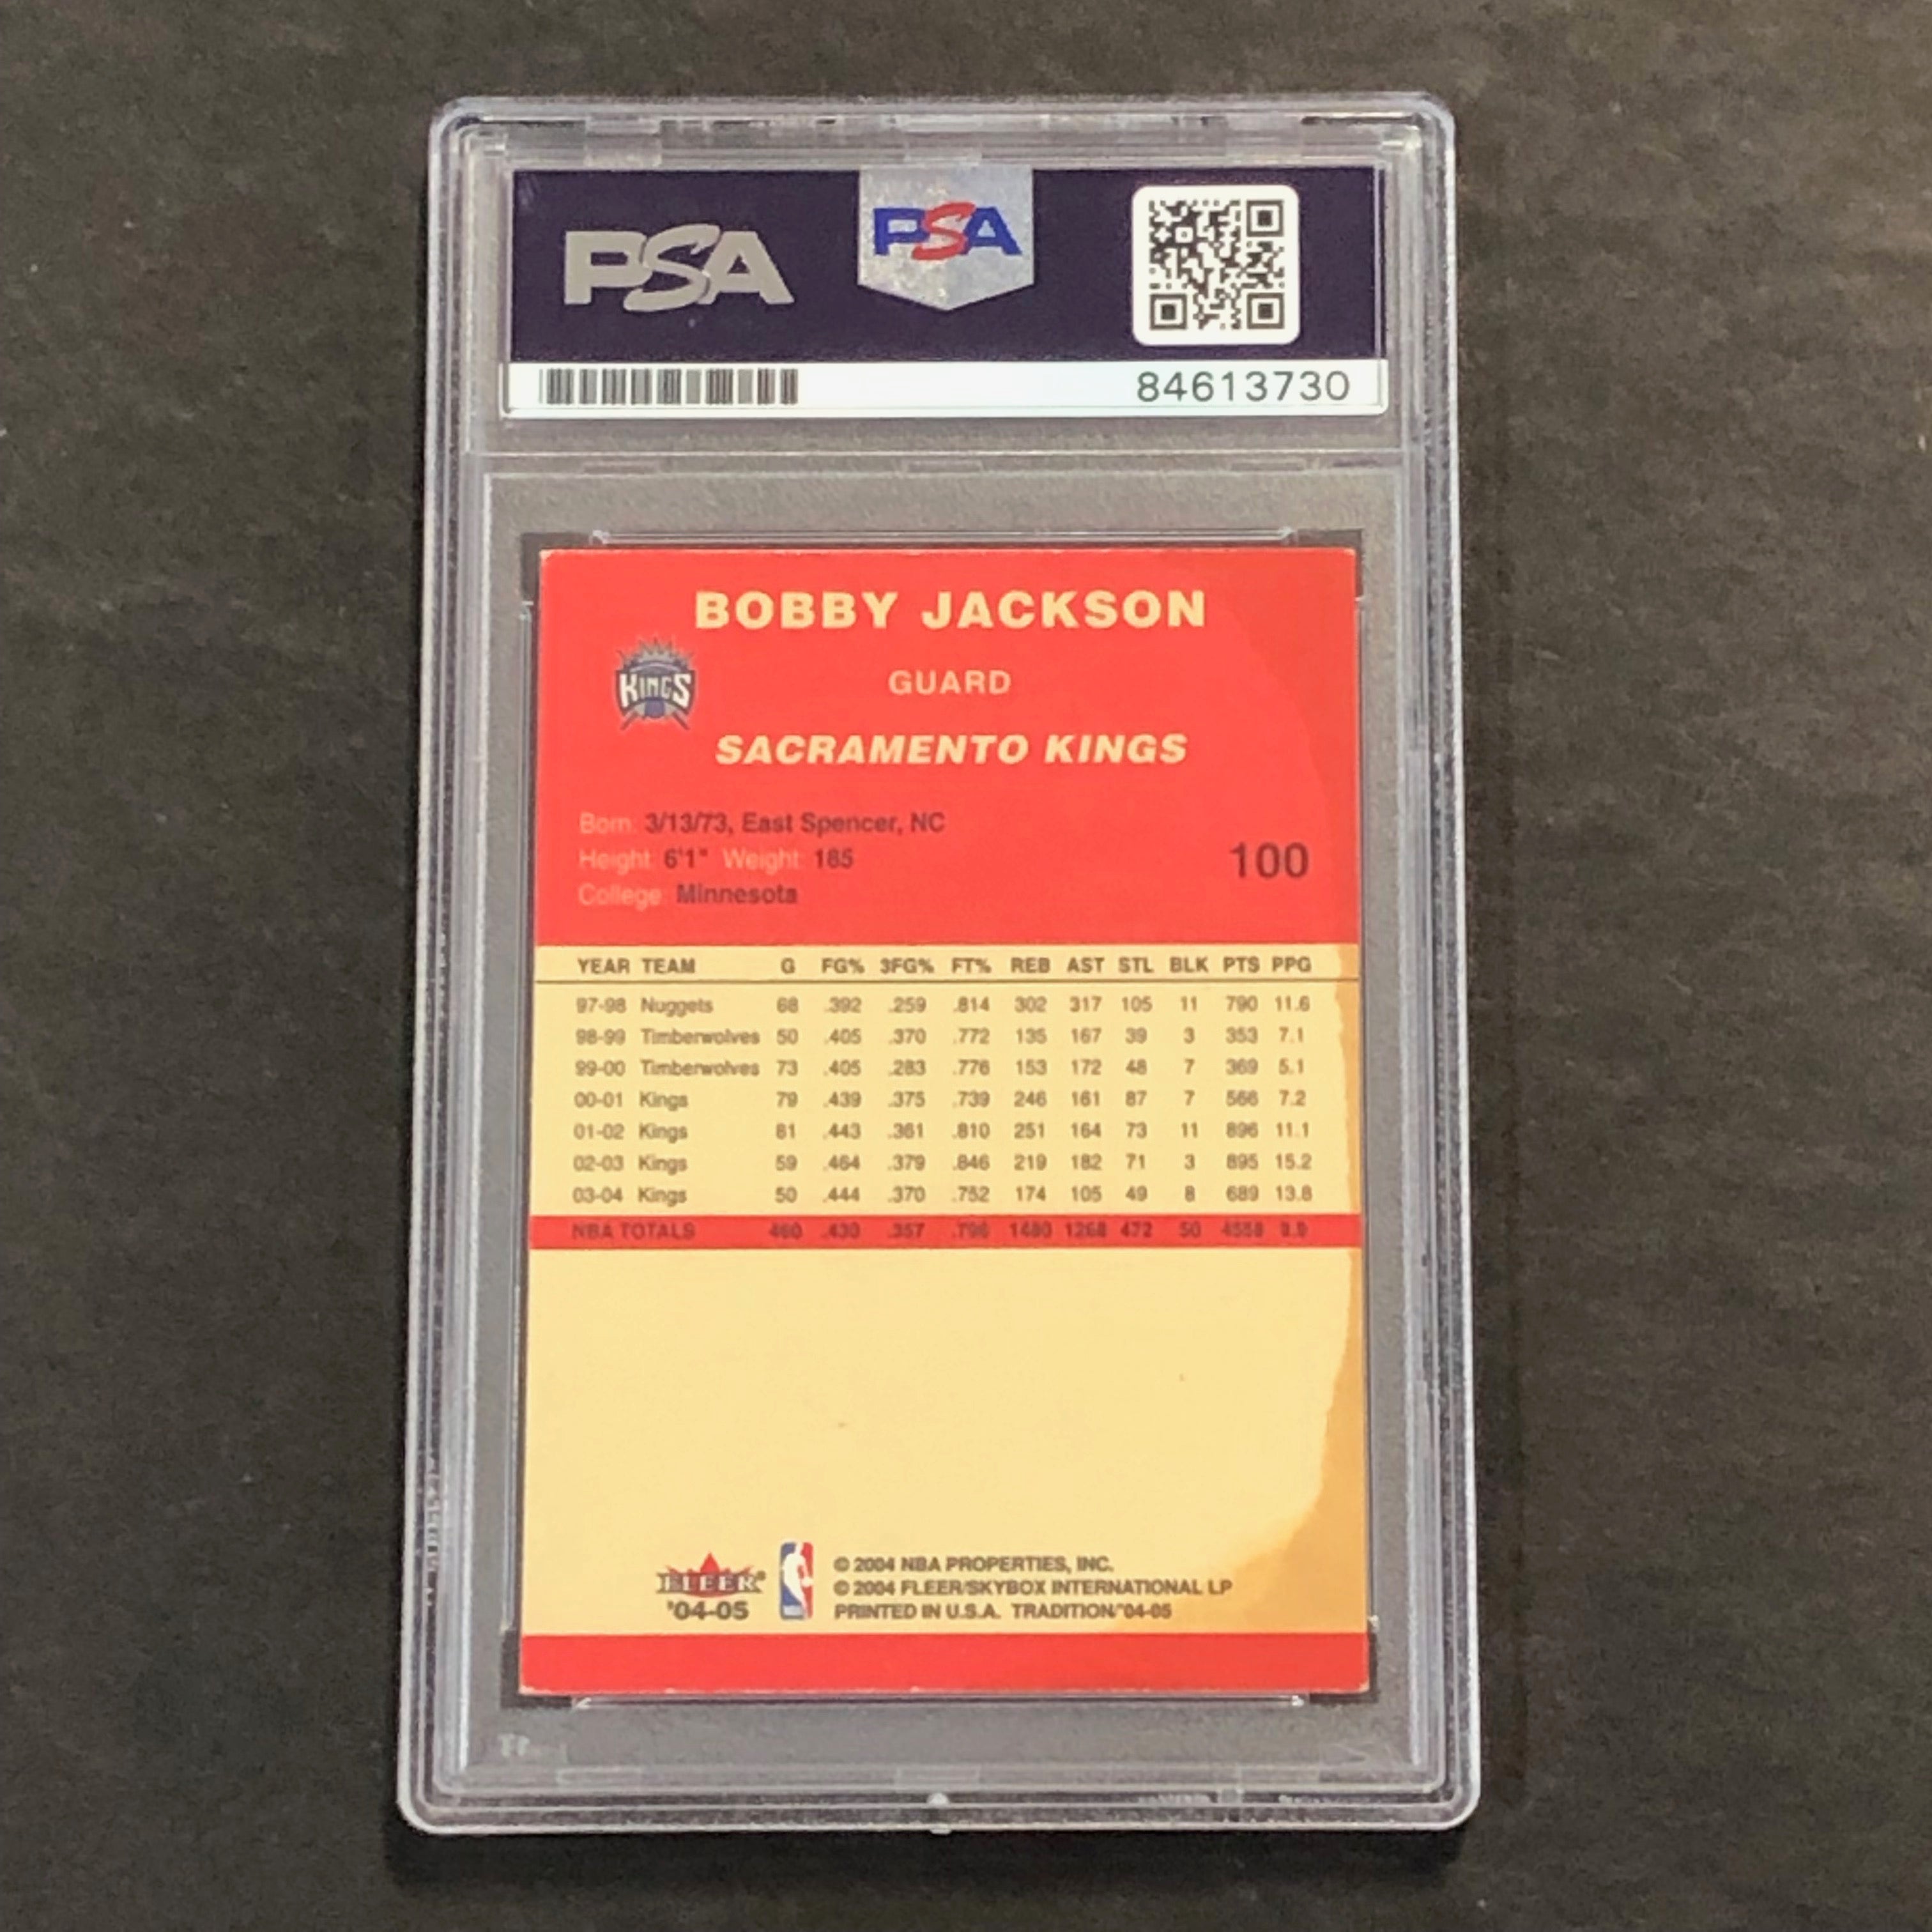 PSA PSA
84613730
BOBBY JACKSON
KINGS
GUARD
SACRAMENTO KINGS
Born: 3/13/73, East Spencer, NC
Height: 6'1" Weight: 185
100
College: Minnesota
YEAR TEAM G FG% 3FG% FT% REB AST STL BLK PTS PPG
97-98 Nuggets 68 .392 .259 .814 302 317 105 11 790 11.6
98-99 Timberwolves 50 .405 .370 .772 135 167 39 3 353 7.1
99-00 Timberwolves 73 .405 .283 .776 153 172 48 7 369 5.1
00-01 Kings 79 .439 .375 .739 246 161 87 7 566 7.2
01-02 Kings 81 .443 .361 .810 251 164 73 11 896 11.1
02-03 Kings 59 .464 .379 .846 219 182 71 3 895 15.2
03-04 Kings 50 .444 .370 .752 174 105 49 8 689 13.8
NBA TOTALS 460 .430 .357 .796 1480 1268 472 50 4558 9.9
FLEER®
'04-05
© 2004 NBA PROPERTIES, INC.
© 2004 FLEER/SKYBOX INTERNATIONAL LP
PRINTED IN U.S.A. TRADITION/'04-05